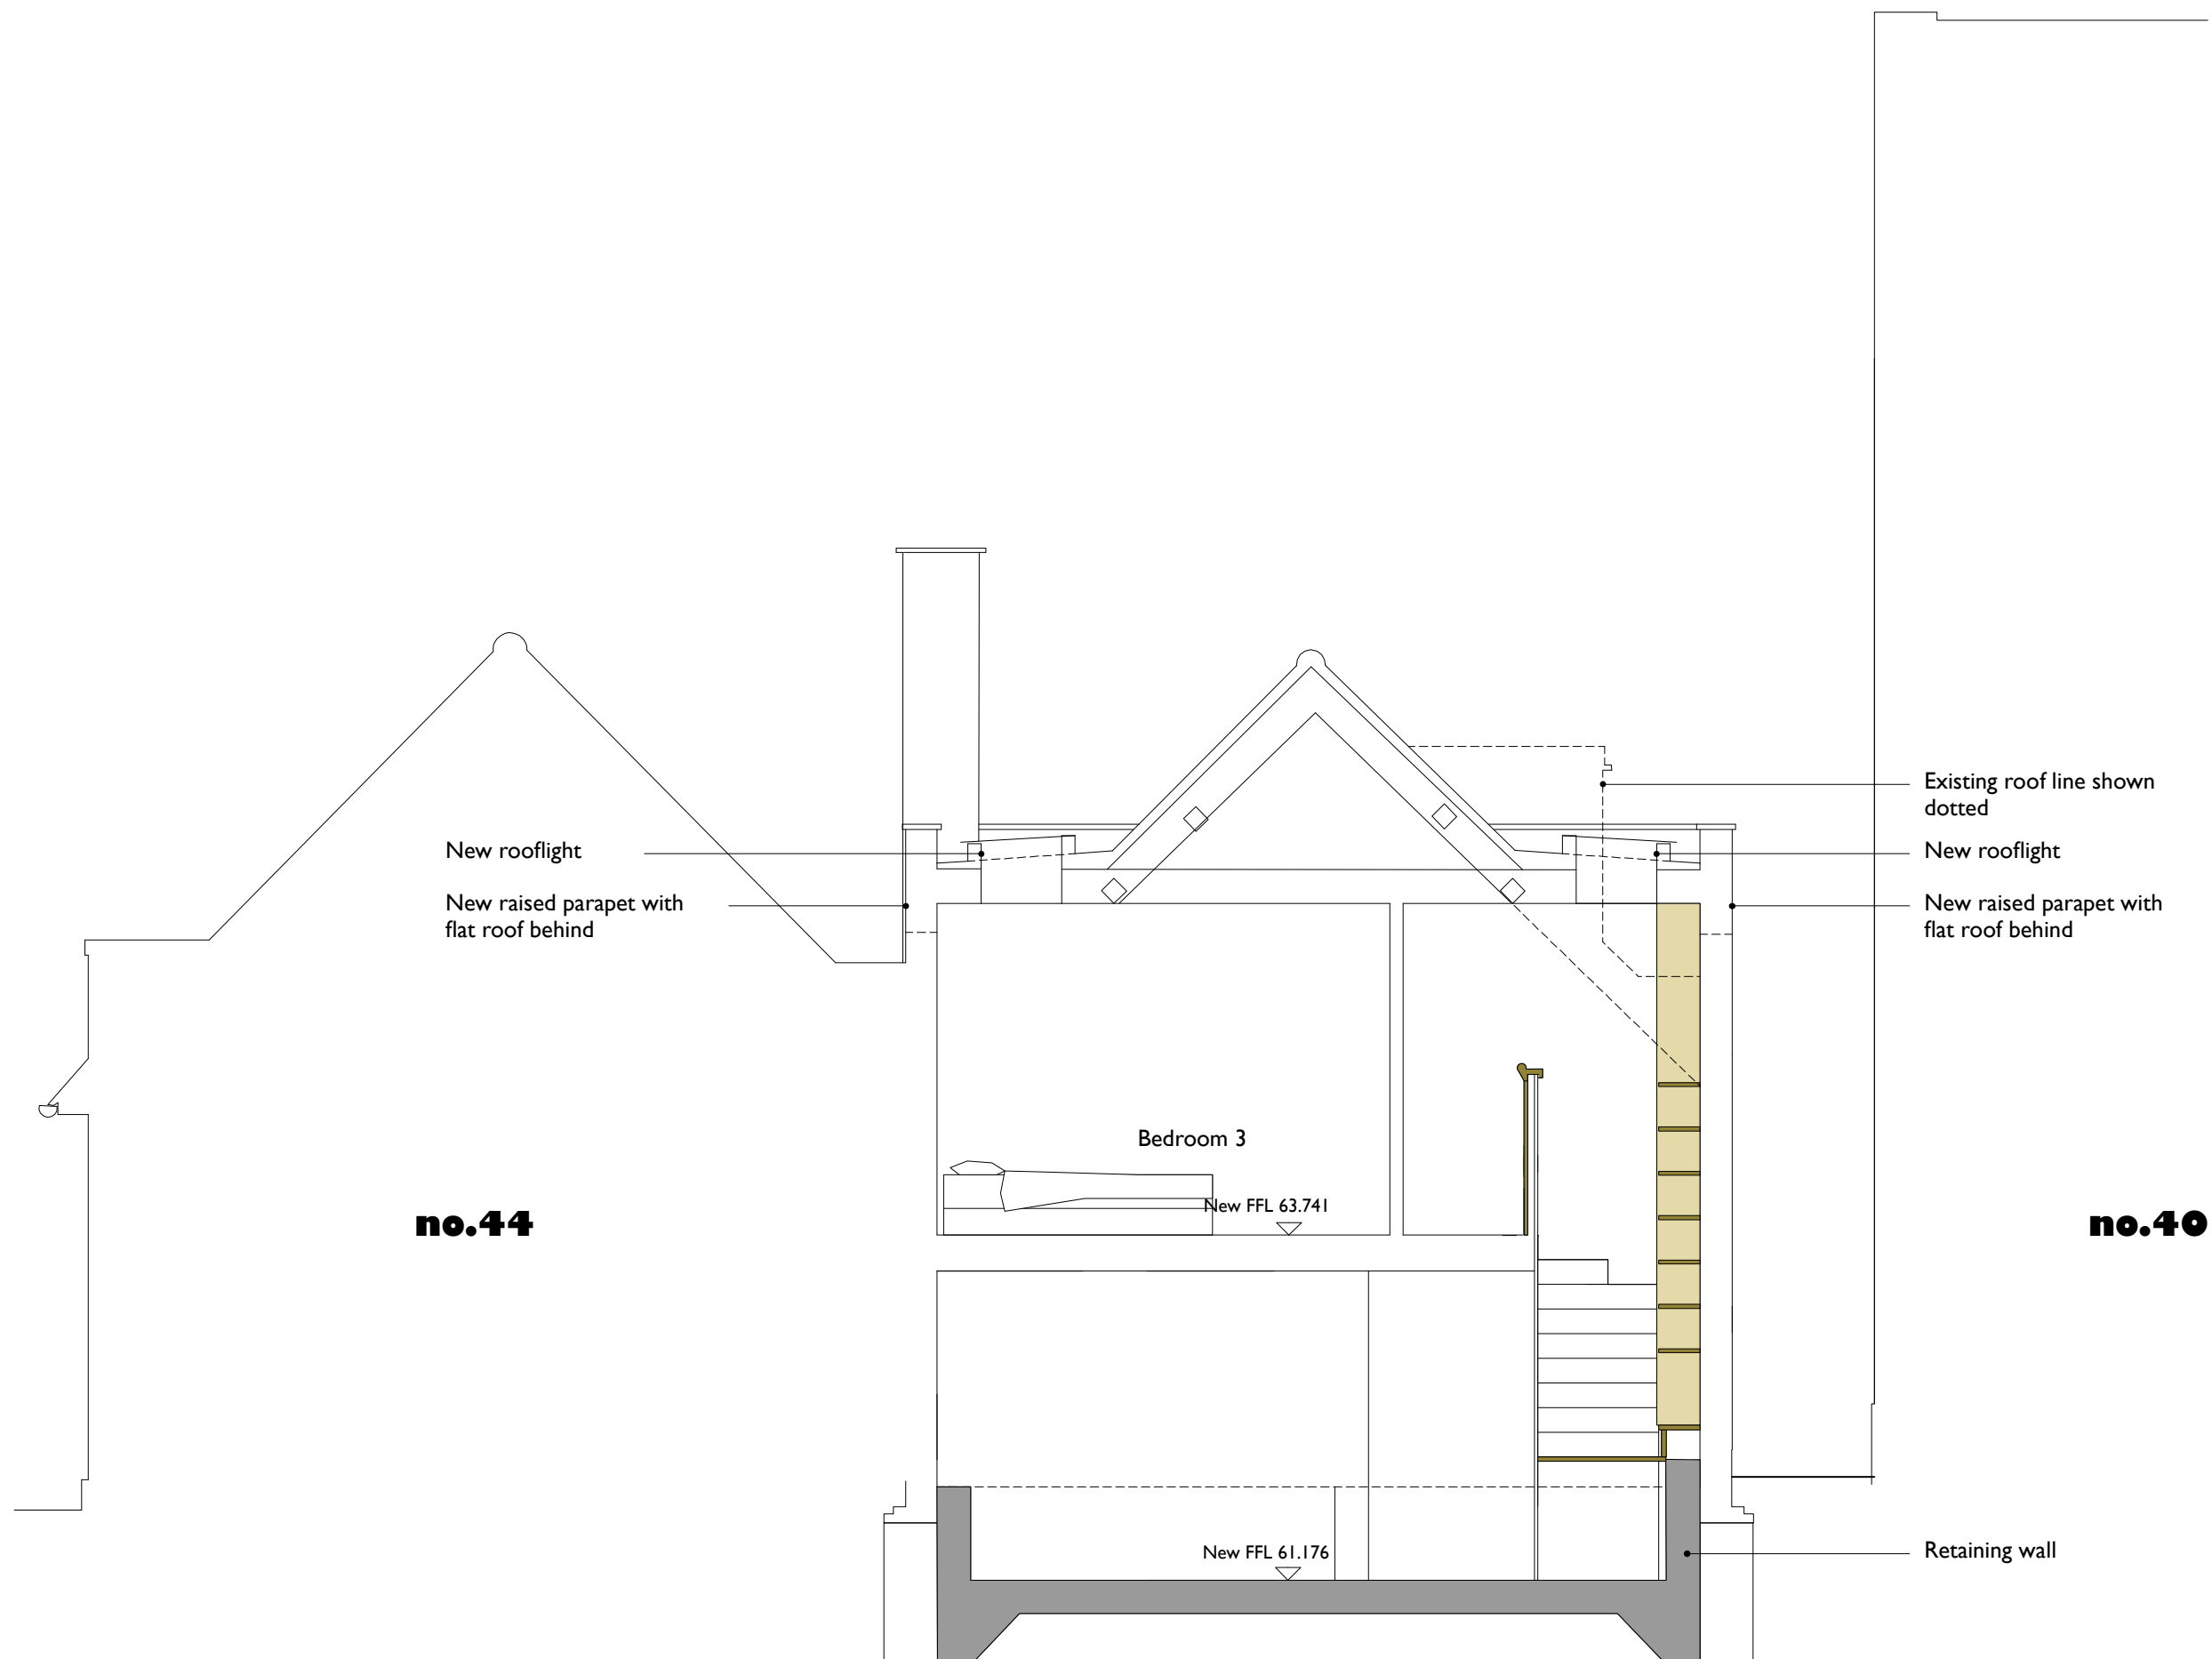 Existing roof line shown
dotted
New rooflight
New rooflight
New raised parapet with
flat roof behind
New raised parapet with
flat roof behind
Bedroom 3
New FFL 63.741
no.44
no.40
New FFL 61.176
Retaining wall